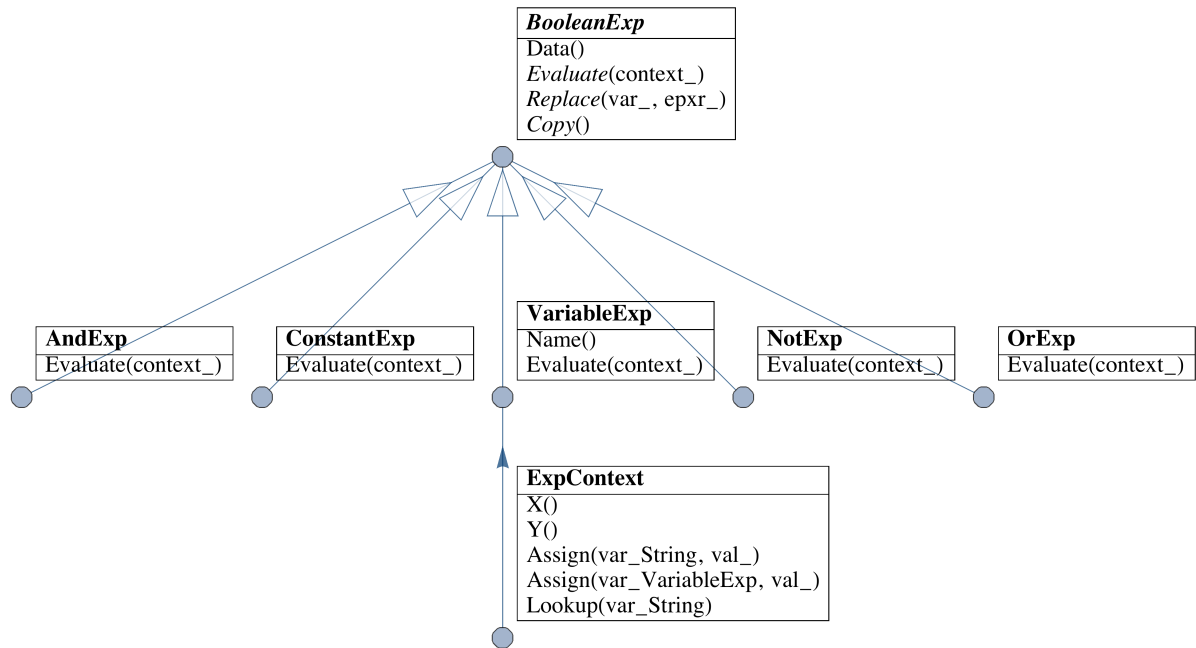 BooleanExp
Data()
Evaluate(context_)
Replace(var_, epxr_)
Copy()
AndExp
Evaluate(context_)
ConstantExp
Evaluate(context_)
VariableExp
Name()
Evaluate(context_)
NotExp
Evaluate(context_)
OrExp
Evaluate(context_)
ExpContext
X()
Y()
Assign(var_String, val_)
Assign(var_VariableExp, val_)
Lookup(var_String)